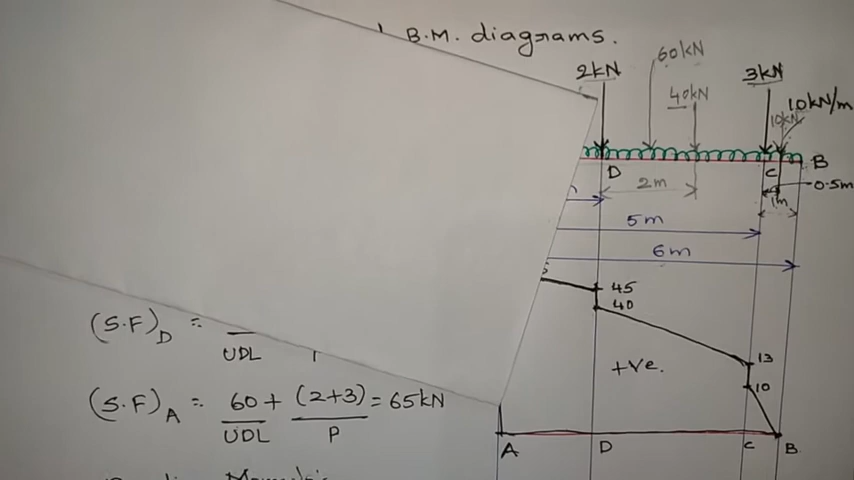 B.M. diagrams.
60kN
2kN
40kN
3kN
10kN
10kN/m
D
C
B
2m
0.5m
1m
5m
6m
45
40
13
10
+ve.
A
D
C
B
(S.F)D =
UDL
(S.F)A = 60 + (2+3) = 65kN
UDL
P